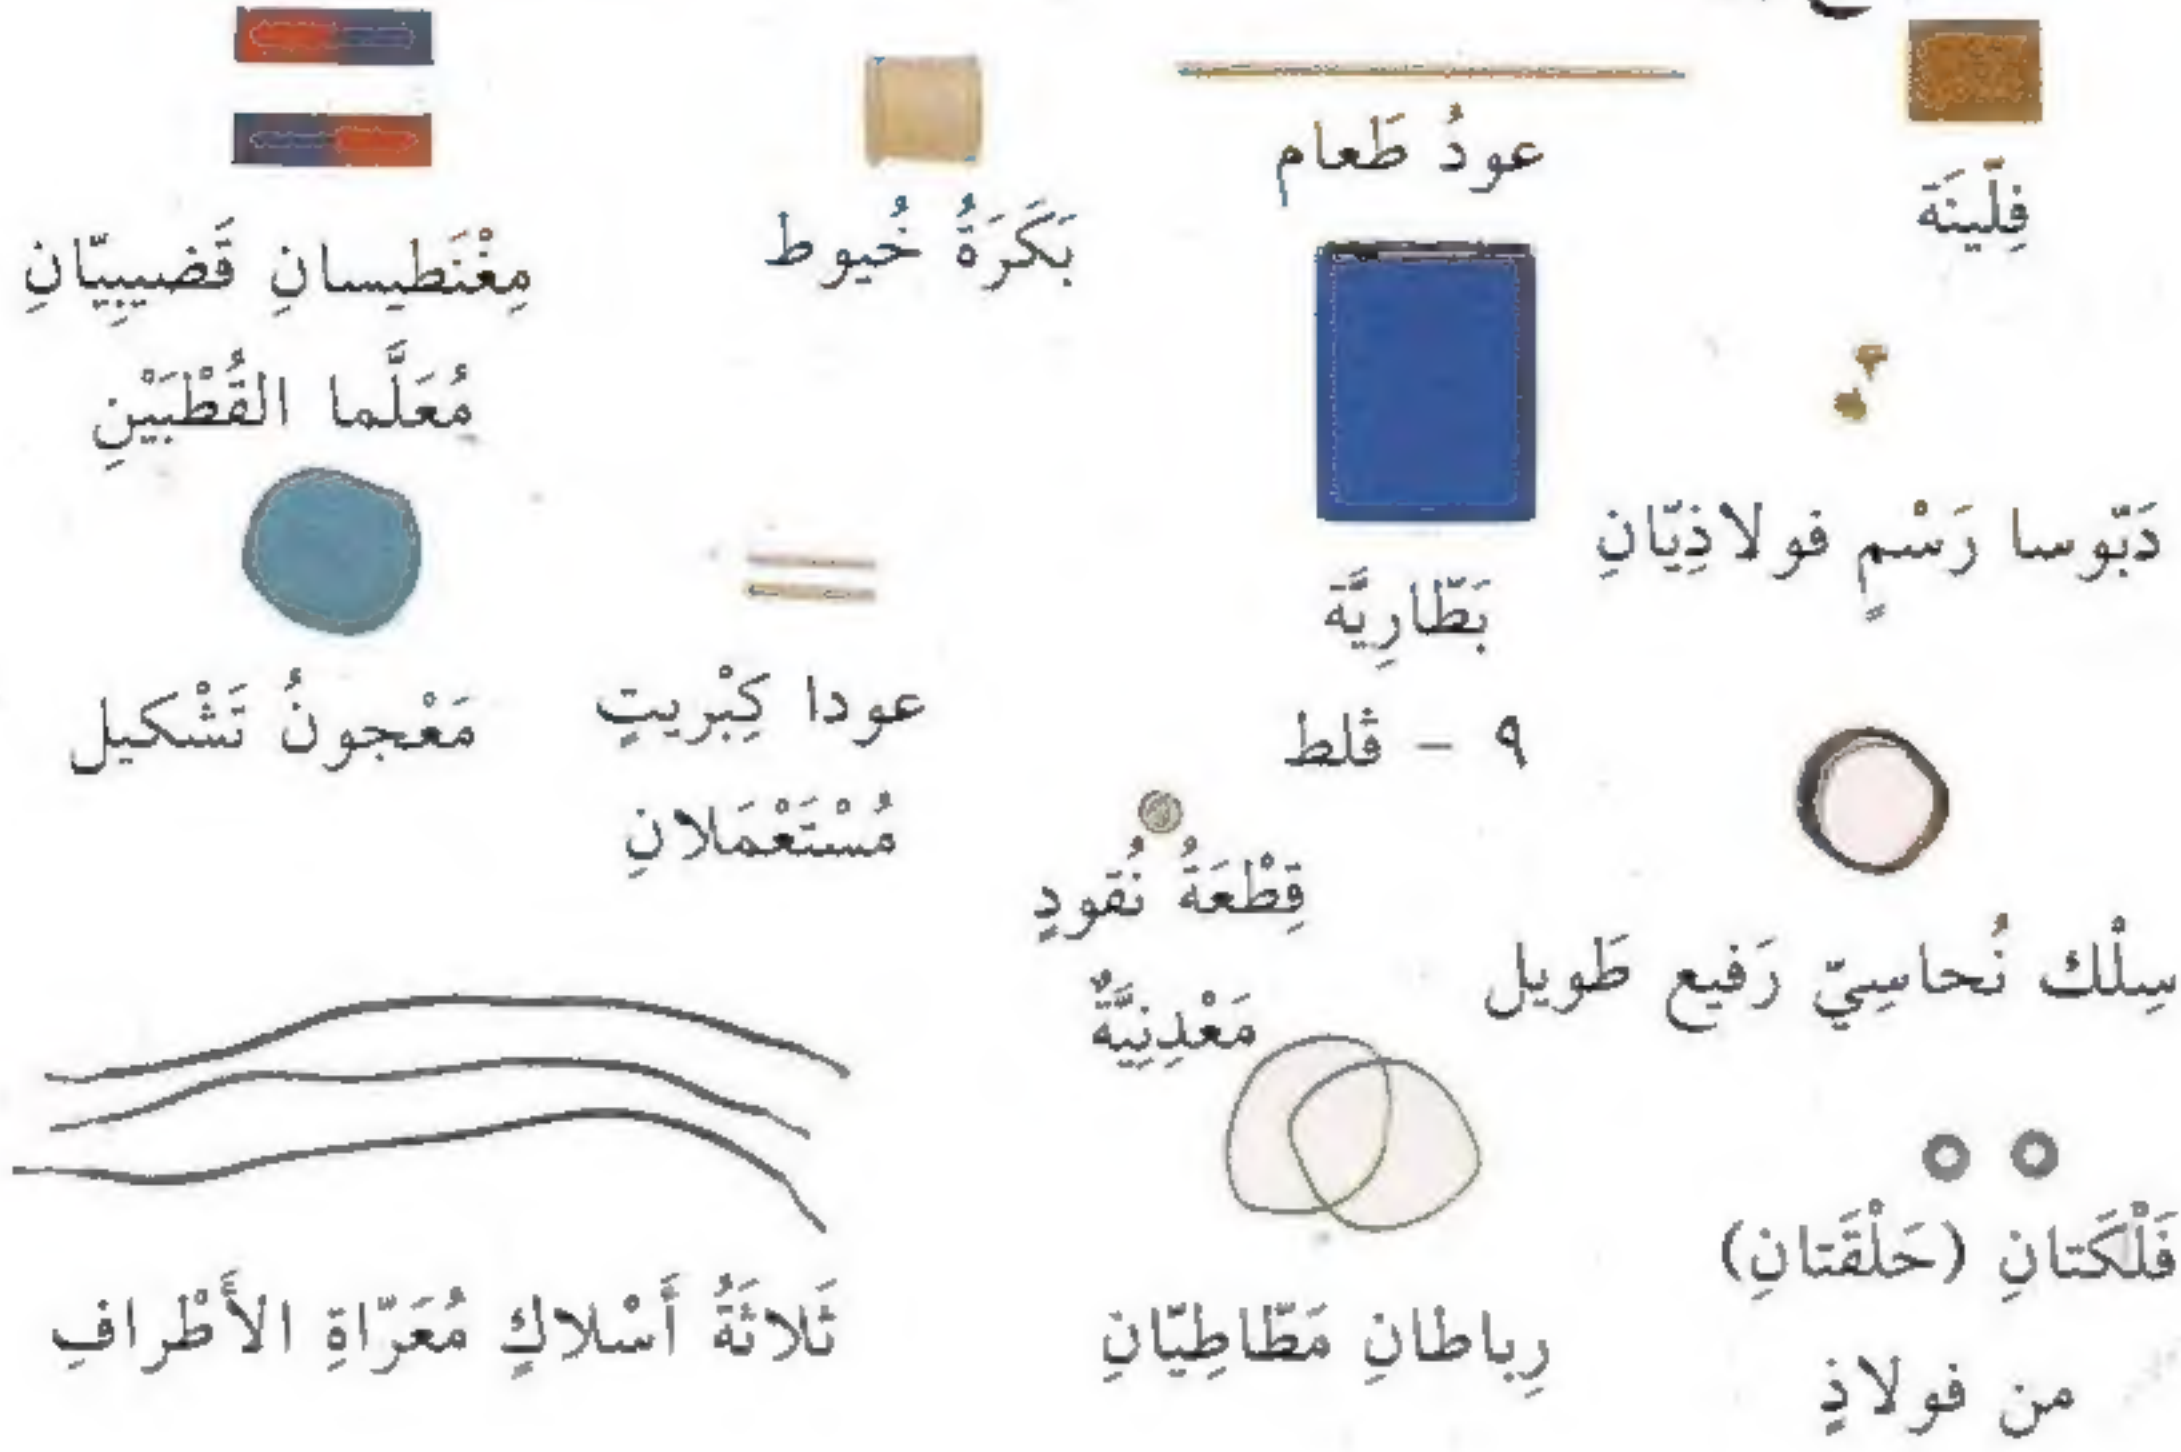 فِلّينَة
عودُ طَعام
بَكَرَةُ خُيوط
مِغْنَطيسانِ قَضيبِيّانِ
مُعَلَّما القُطْبَيْنِ
دَبّوسا رَسْمٍ فولاذِيّانِ
بَطّارِيَّة
٩ - ڤلط
عودا كِبْريتٍ
مُسْتَعْمَلانِ
مَعْجونُ تَشْكيل
سِلْك نُحاسِيّ رَفيع طَويل
قِطْعَةُ نُقودٍ
مَعْدِنِيَّةٌ
فَلْكَتانِ (حَلْقَتانِ)
من فولاذٍ
رِباطانِ مَطّاطِيّانِ
ثَلاثَةُ أَسْلاكٍ مُعَرّاةِ الأَطْرافِ